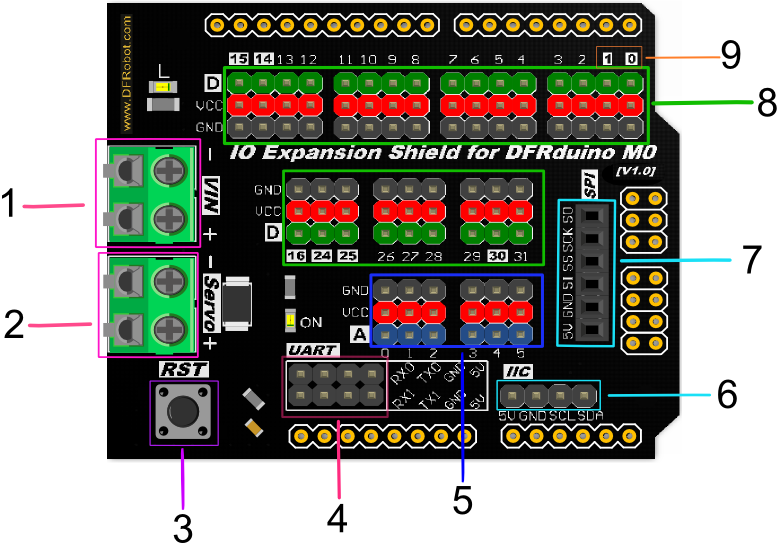 www.DFRobot.com
L
15 14 13 12 11 10 9 8 7 6 5 4 3 2 1 0
9
D
VCC
GND
8
IO Expansion Shield for DFRduino M0
[V1.0]
1
VIN
-
+
GND
VCC
D
16 24 25 26 27 28 29 30 31
SPI
SO
SCK
SS
SI
GND
5V
7
2
Servo
-
+
ON
GND
VCC
A
0 1 2 3 4 5
UART
RX0 TX0 GND 5V
RX1 TX1 GND 5V
IIC
5V GND SCL SDA
6
RST
3
4
5